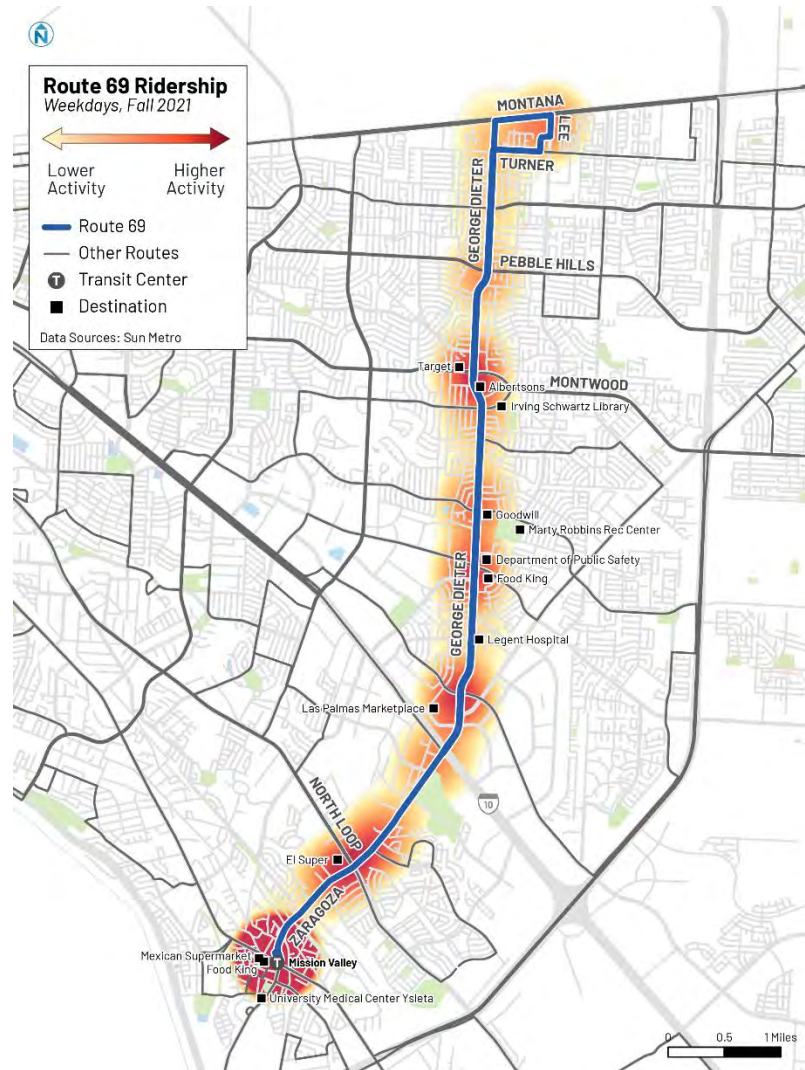 N
Route 69 Ridership
Weekdays, Fall 2021
Lower
Activity
Higher
Activity
Route 69
Other Routes
T
Transit Center
Destination
Data Sources: Sun Metro
MONTANA
LEE
TURNER
GEORGE DIETER
PEBBLE HILLS
Target
Albertsons
MONTWOOD
Irving Schwartz Library
Goodwill
Marty Robbins Rec Center
Department of Public Safety
Food King
GEORGE DIETER
Legent Hospital
Las Palmas Marketplace
10
NORTH LOOP
El Super
ZARAGOZA
Mexican Supermarket
Food King
T
Mission Valley
University Medical Center Ysleta
0 0.5 1 Miles